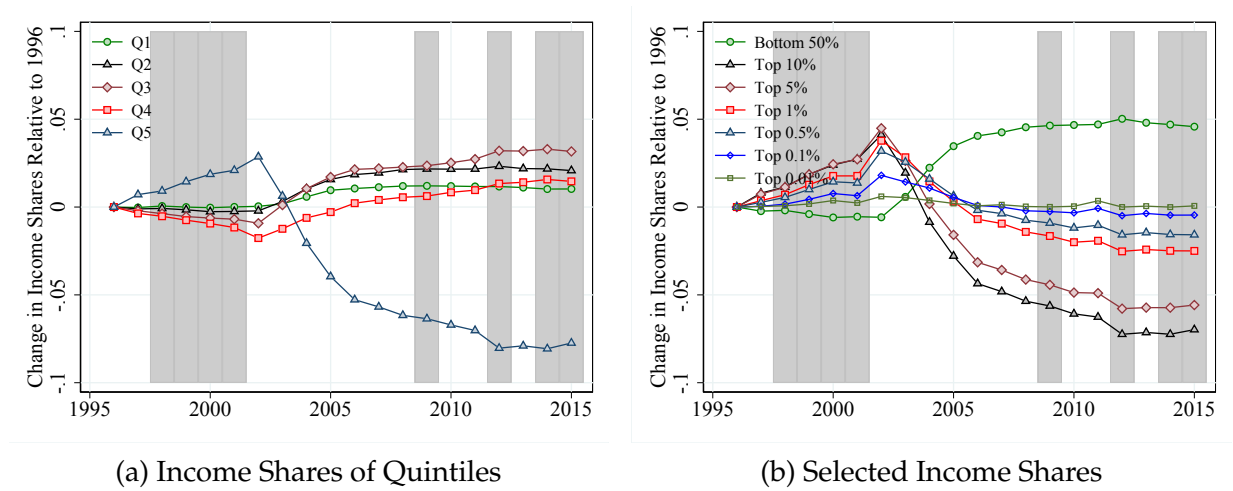 Change in Income Shares Relative to 1996
.1
.05
0
-.05
-.1
Q1
Q2
Q3
Q4
Q5
1995
2000
2005
2010
2015
(a) Income Shares of Quintiles
Change in Income Shares Relative to 1996
.1
.05
0
-.05
-.1
Bottom 50%
Top 10%
Top 5%
Top 1%
Top 0.5%
Top 0.1%
Top 0.01%
1995
2000
2005
2010
2015
(b) Selected Income Shares